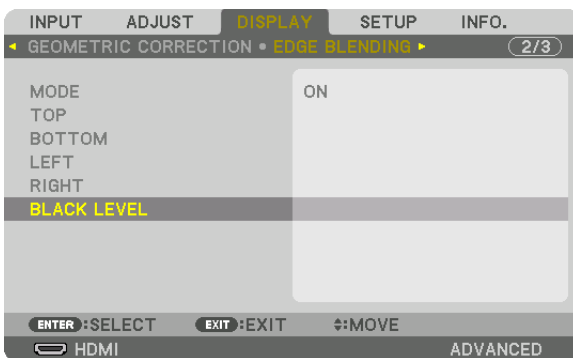 INPUT ADJUST DISPLAY SETUP INFO.
◂ GEOMETRIC CORRECTION • EDGE BLENDING ▸ 2/3
MODE ON
TOP
BOTTOM
LEFT
RIGHT
BLACK LEVEL
ENTER :SELECT EXIT :EXIT ♦:MOVE
HDMI ADVANCED